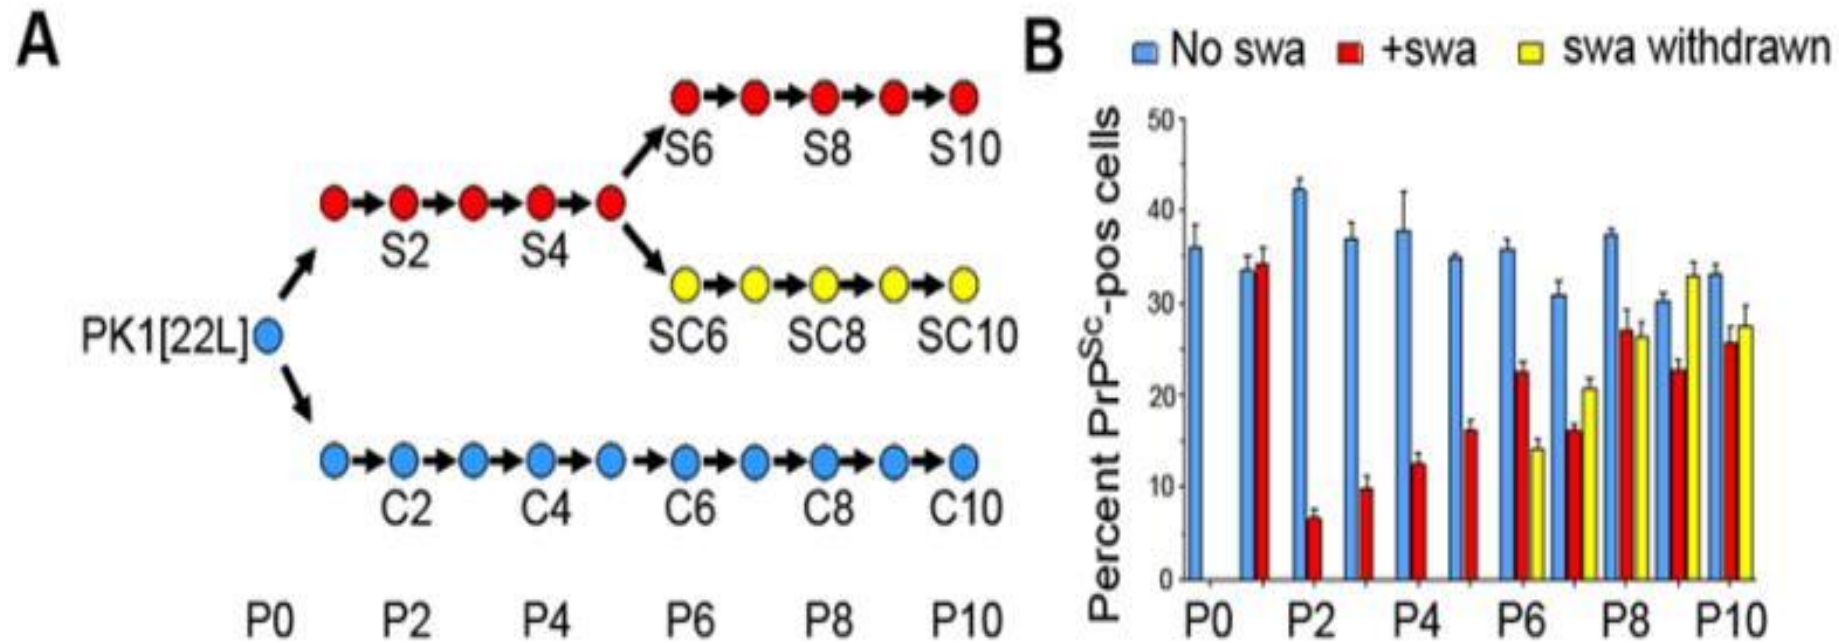 A
S6 S8 S10
S2 S4
SC6 SC8 SC10
PK1[22L]
C2 C4 C6 C8 C10
P0 P2 P4 P6 P8 P10
B
No swa +swa swa withdrawn
Percent PrPSc-pos cells
50
40
30
20
10
0
P0 P2 P4 P6 P8 P10